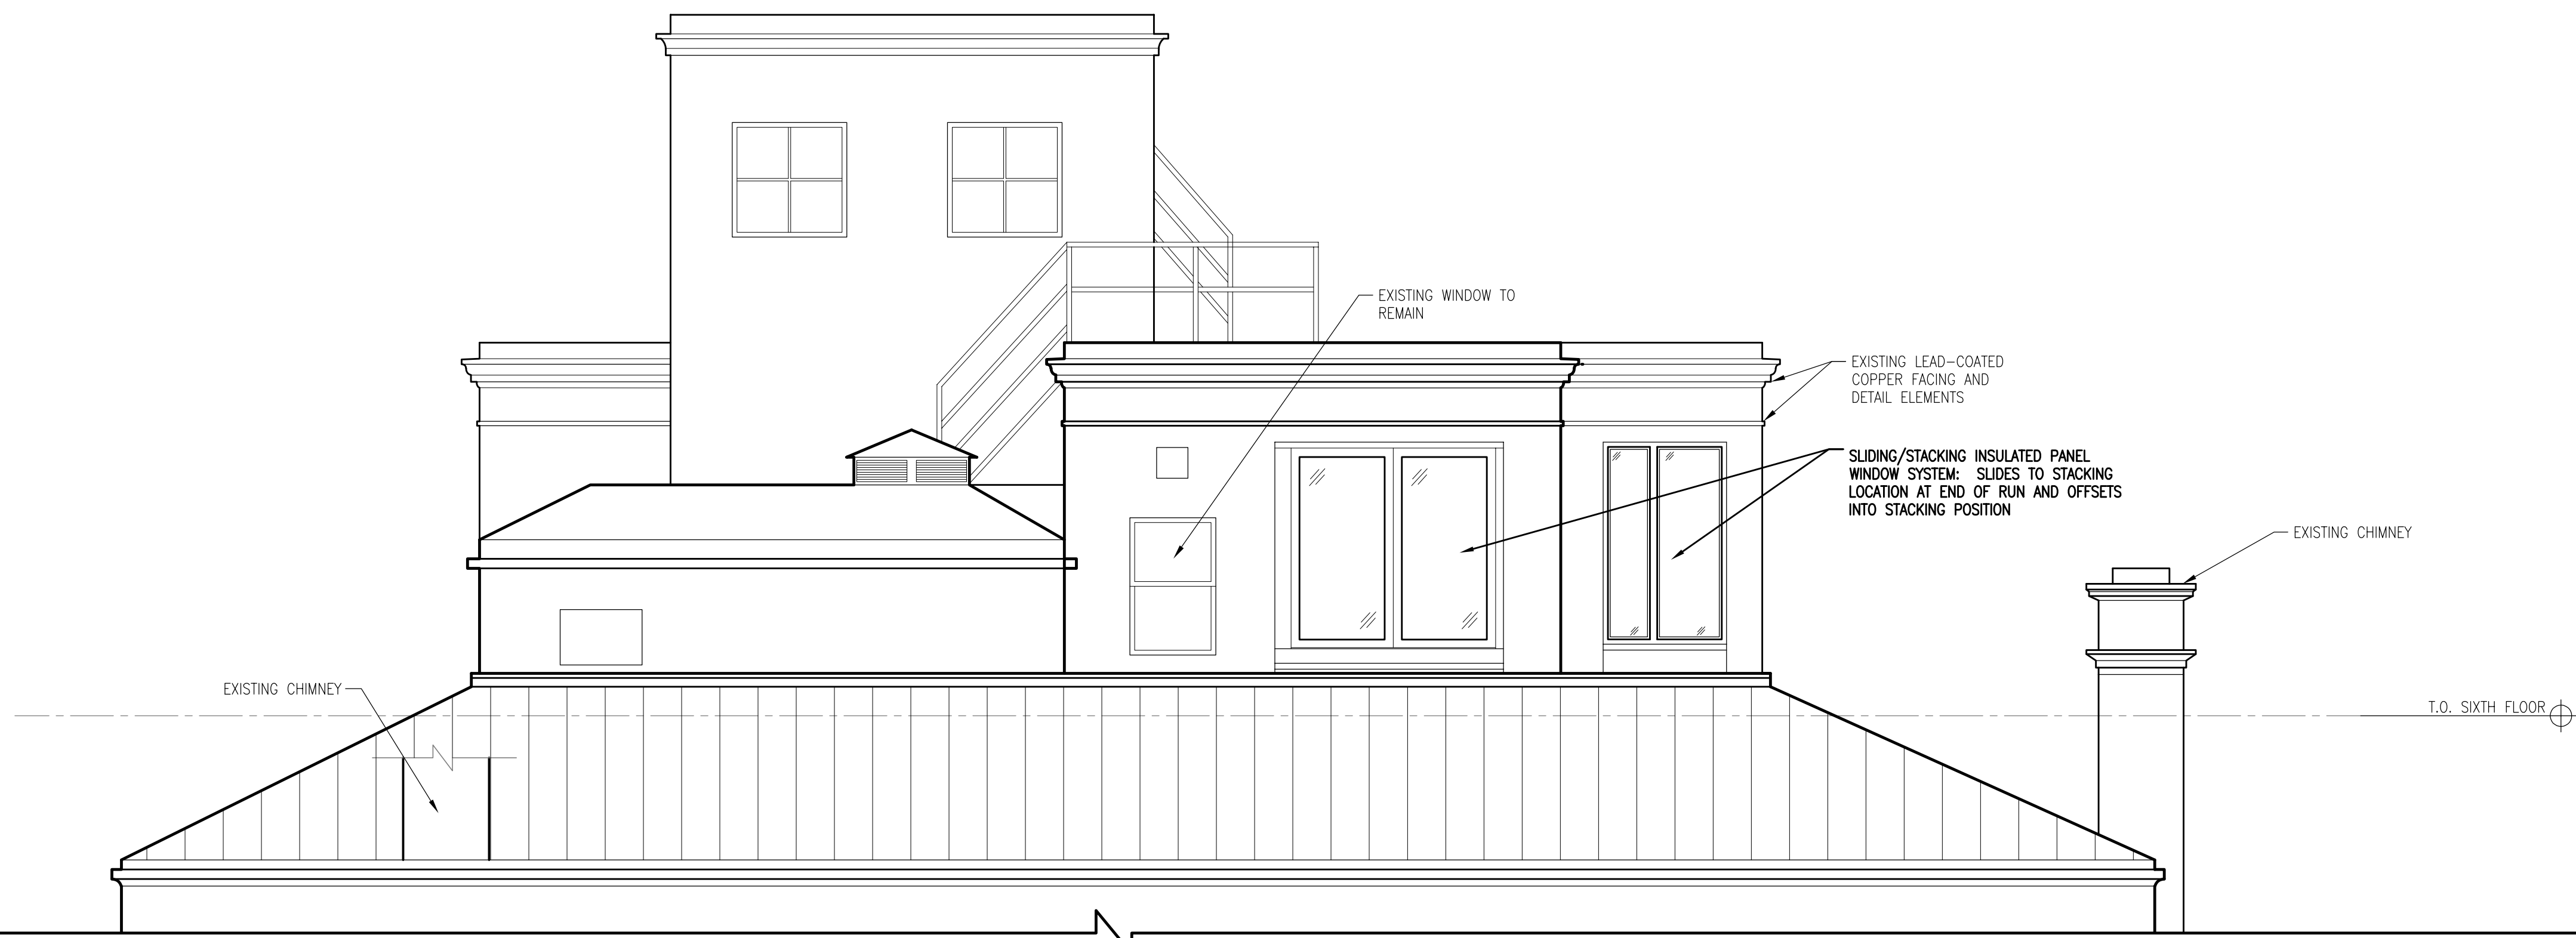 EXISTING WINDOW TO
REMAIN
EXISTING LEAD-COATED
COPPER FACING AND
DETAIL ELEMENTS
SLIDING/STACKING INSULATED PANEL
WINDOW SYSTEM: SLIDES TO STACKING
LOCATION AT END OF RUN AND OFFSETS
INTO STACKING POSITION
EXISTING CHIMNEY
EXISTING CHIMNEY
T.O. SIXTH FLOOR